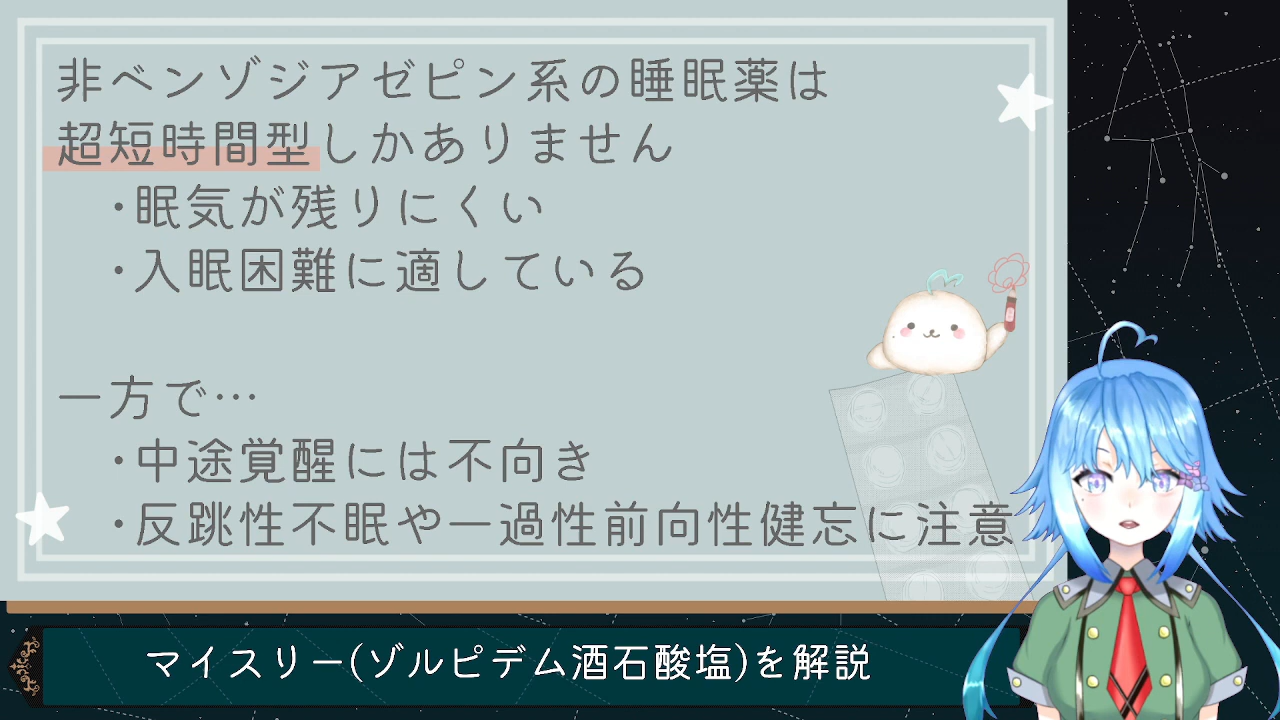 非ベンゾジアゼピン系の睡眠薬は
超短時間型しかありません
・眠気が残りにくい
・入眠困難に適している
一方で…
・中途覚醒には不向き
・反跳性不眠や一過性前向性健忘に注意
マイスリー(ゾルピデム酒石酸塩)を解説